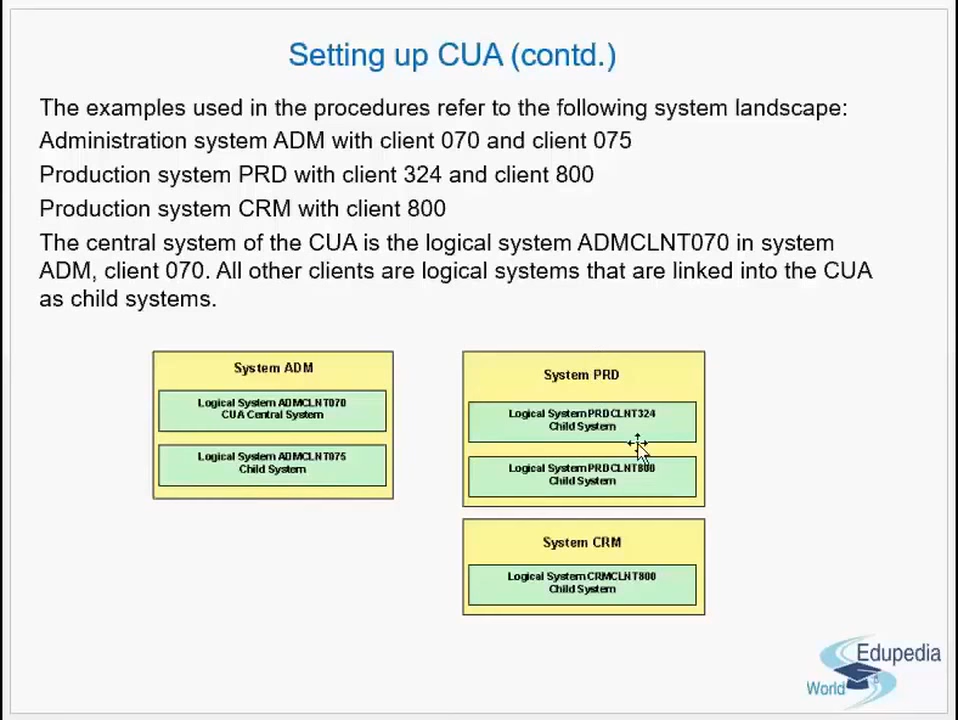 Setting up CUA (contd.)
The examples used in the procedures refer to the following system landscape:
Administration system ADM with client 070 and client 075
Production system PRD with client 324 and client 800
Production system CRM with client 800
The central system of the CUA is the logical system ADMCLNT070 in system
ADM, client 070. All other clients are logical systems that are linked into the CUA
as child systems.
System ADM
Logical System ADMCLNT070
CUA Central System
Logical System ADMCLNT075
Child System
System PRD
Logical System PRDCLNT324
Child System
Logical System PRDCLNT800
Child System
System CRM
Logical System CRMCLNT800
Child System
Edupedia
World